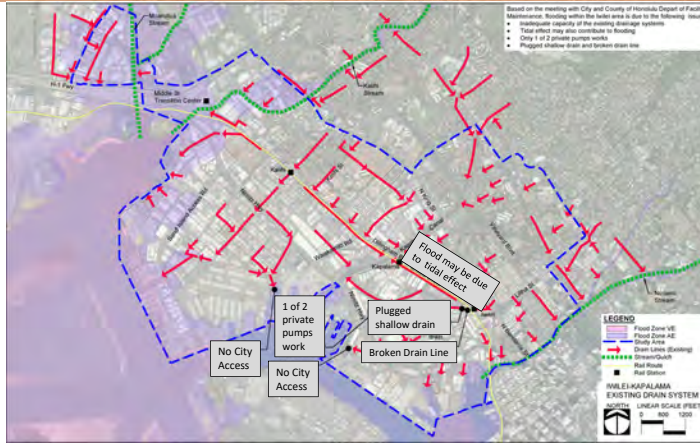 Based on the meeting with City and County of Honolulu Depart of Facil
Maintenance, flooding within the Iwilei area is due to the following
Inadequate capacity of the existing drainage systems
Tidal effect may also contribute to flooding
Only 1 of 2 private pumps works
Plugged shallow drain and broken drain line
Moanalua
Stream
H-1 Fwy
Middle St
Transit Center
Kalihi
Stream
Kalihi
Kapalama
Flood may be due
to tidal effect
1 of 2
private
pumps
work
Plugged
shallow drain
Broken Drain Line
No City
Access
No City
Access
Nuuanu
Stream
LEGEND
Flood Zone VE
Flood Zone AE
Study Area
Drain Lines (Existing)
Stream/Gulch
Rail Route
Rail Station
IWILEI-KAPALAMA
EXISTING DRAIN SYSTEM
NORTH LINEAR SCALE (FEET)
0 600 1200